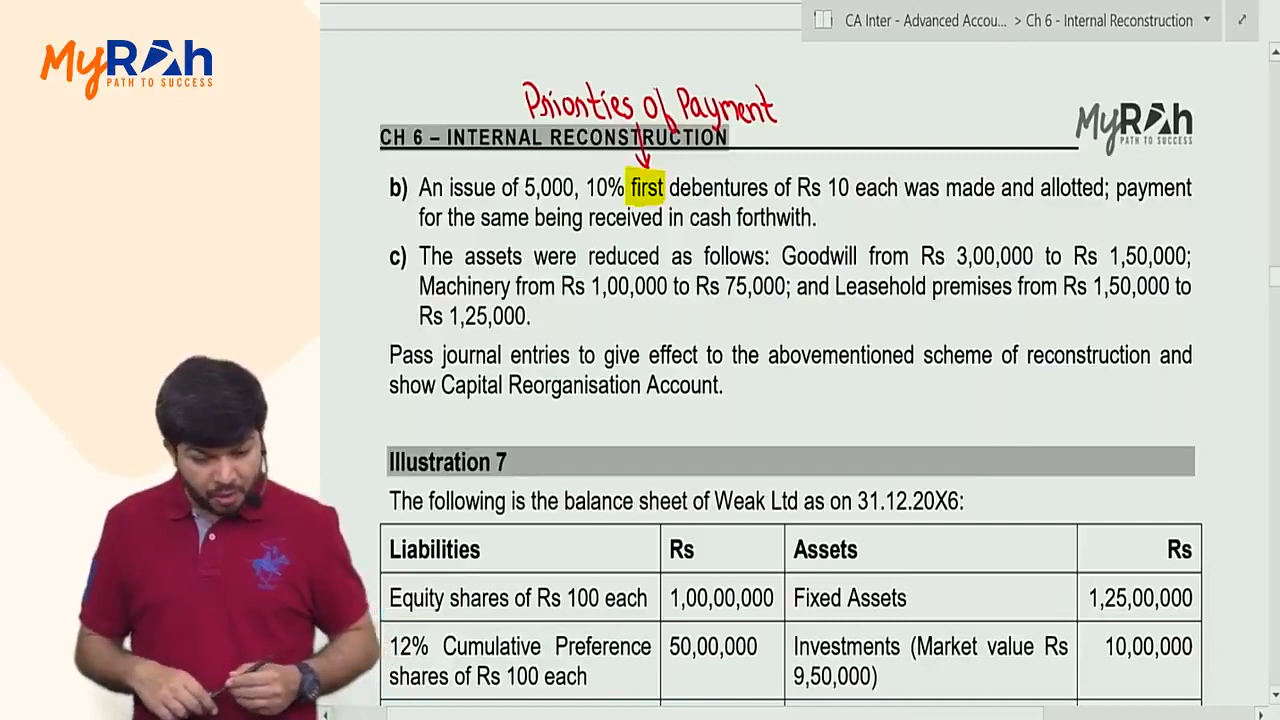 MyRAh
PATH TO SUCCESS
CA Inter - Advanced Accou... > Ch 6 - Internal Reconstruction
Priorties of Payment
CH 6 – INTERNAL RECONSTRUCTION
MyRAh
PATH TO SUCCESS
b) An issue of 5,000, 10% first debentures of Rs 10 each was made and allotted; payment
for the same being received in cash forthwith.
c) The assets were reduced as follows: Goodwill from Rs 3,00,000 to Rs 1,50,000;
Machinery from Rs 1,00,000 to Rs 75,000; and Leasehold premises from Rs 1,50,000 to
Rs 1,25,000.
Pass journal entries to give effect to the abovementioned scheme of reconstruction and
show Capital Reorganisation Account.
Illustration 7
The following is the balance sheet of Weak Ltd as on 31.12.20X6:
Liabilities Rs Assets Rs
Equity shares of Rs 100 each 1,00,00,000 Fixed Assets 1,25,00,000
12% Cumulative Preference 50,00,000 Investments (Market value Rs 10,00,000
shares of Rs 100 each 9,50,000)